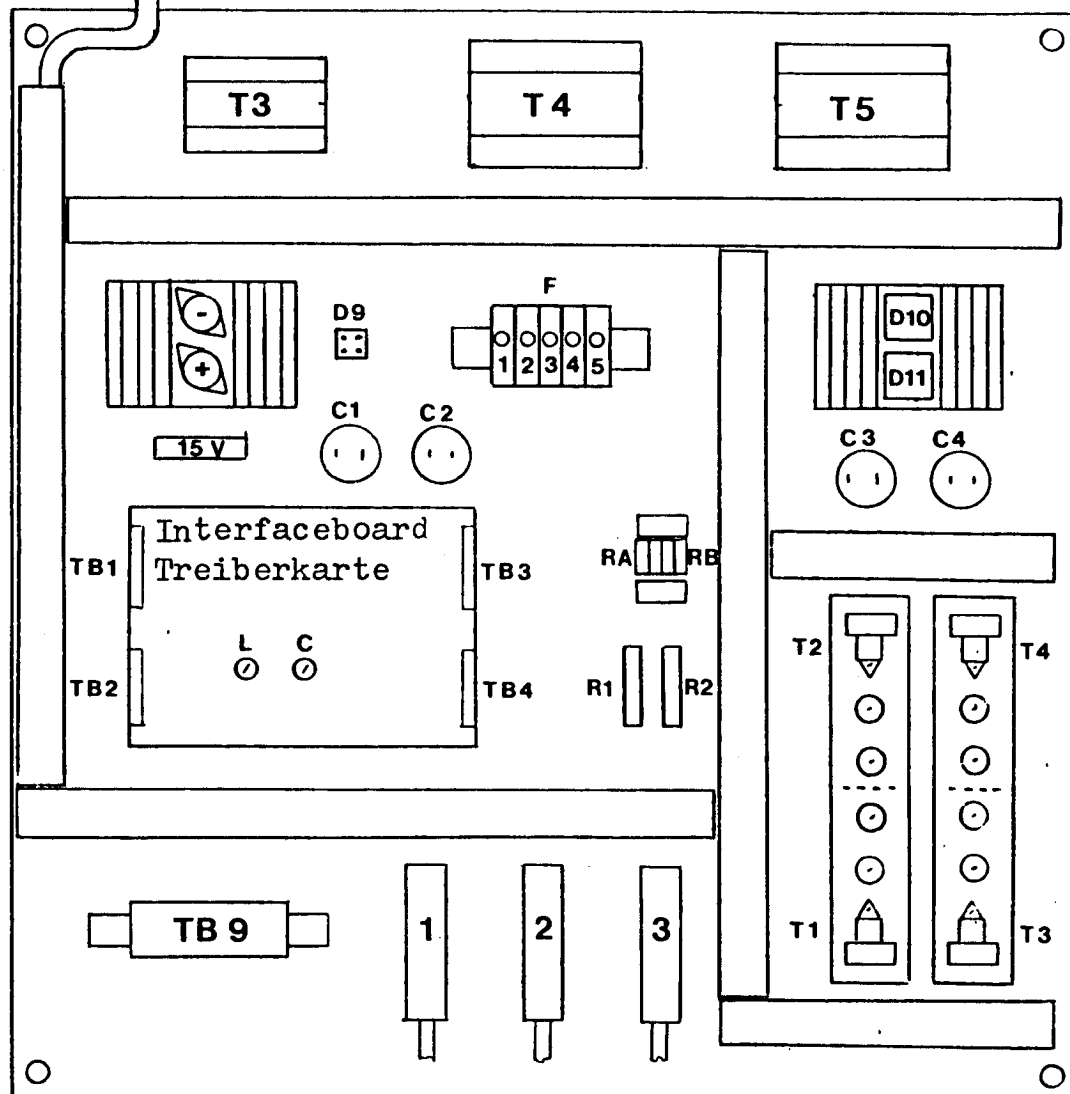 T3
T4
T5
F
D9
-
+
1 2 3 4 5
D10
D11
15 V
C1
C2
C3
C4
Interfaceboard
Treiberkarte
TB1
TB3
RA
RB
L
C
TB2
TB4
R1
R2
T2
T4
T1
T3
TB 9
1
2
3